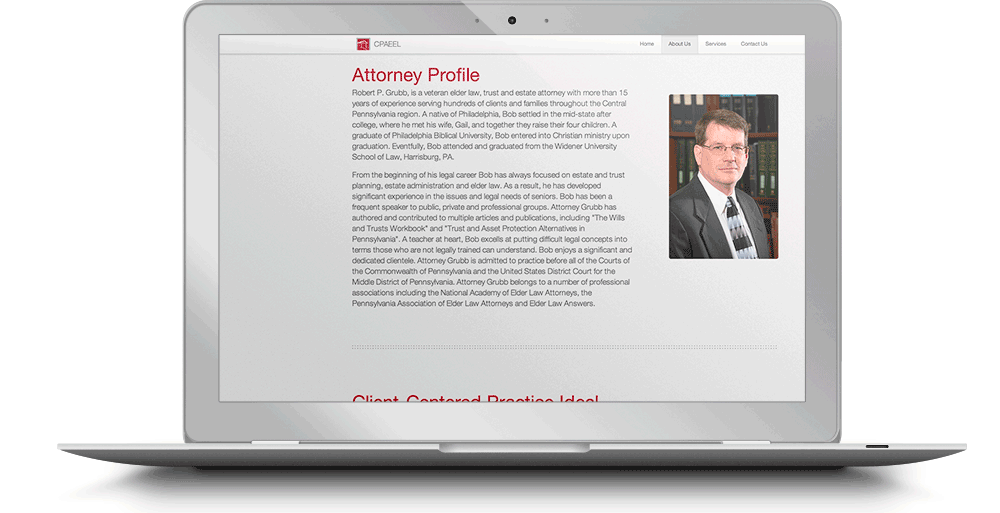 CPAEEL
Home About Us Services Contact Us
Attorney Profile
Robert P. Grubb, is a veteran elder law, trust and estate attorney with more than 15
years of experience serving hundreds of clients and families throughout the Central
Pennsylvania region. A native of Philadelphia, Bob settled in the mid-state after
college, where he met his wife, Gail, and together they raise their four children. A
graduate of Philadelphia Biblical University, Bob entered into Christian ministry upon
graduation. Eventfully, Bob attended and graduated from the Widener University
School of Law, Harrisburg, PA.
From the beginning of his legal career Bob has always focused on estate and trust
planning, estate administration and elder law. As a result, he has developed
significant experience in the issues and legal needs of seniors. Bob has been a
frequent speaker to public, private and professional groups. Attorney Grubb has
authored and contributed to multiple articles and publications, including "The Wills
and Trusts Workbook" and "Trust and Asset Protection Alternatives in
Pennsylvania". A teacher at heart, Bob excells at putting difficult legal concepts into
terms those who are not legally trained can understand. Bob enjoys a significant and
dedicated clientele. Attorney Grubb is admitted to practice before all of the Courts of
the Commonwealth of Pennsylvania and the United States District Court for the
Middle District of Pennsylvania. Attorney Grubb belongs to a number of professional
associations including the National Academy of Elder Law Attorneys, the
Pennsylvania Association of Elder Law Attorneys and Elder Law Answers.
Client-Centered Practice Ideal